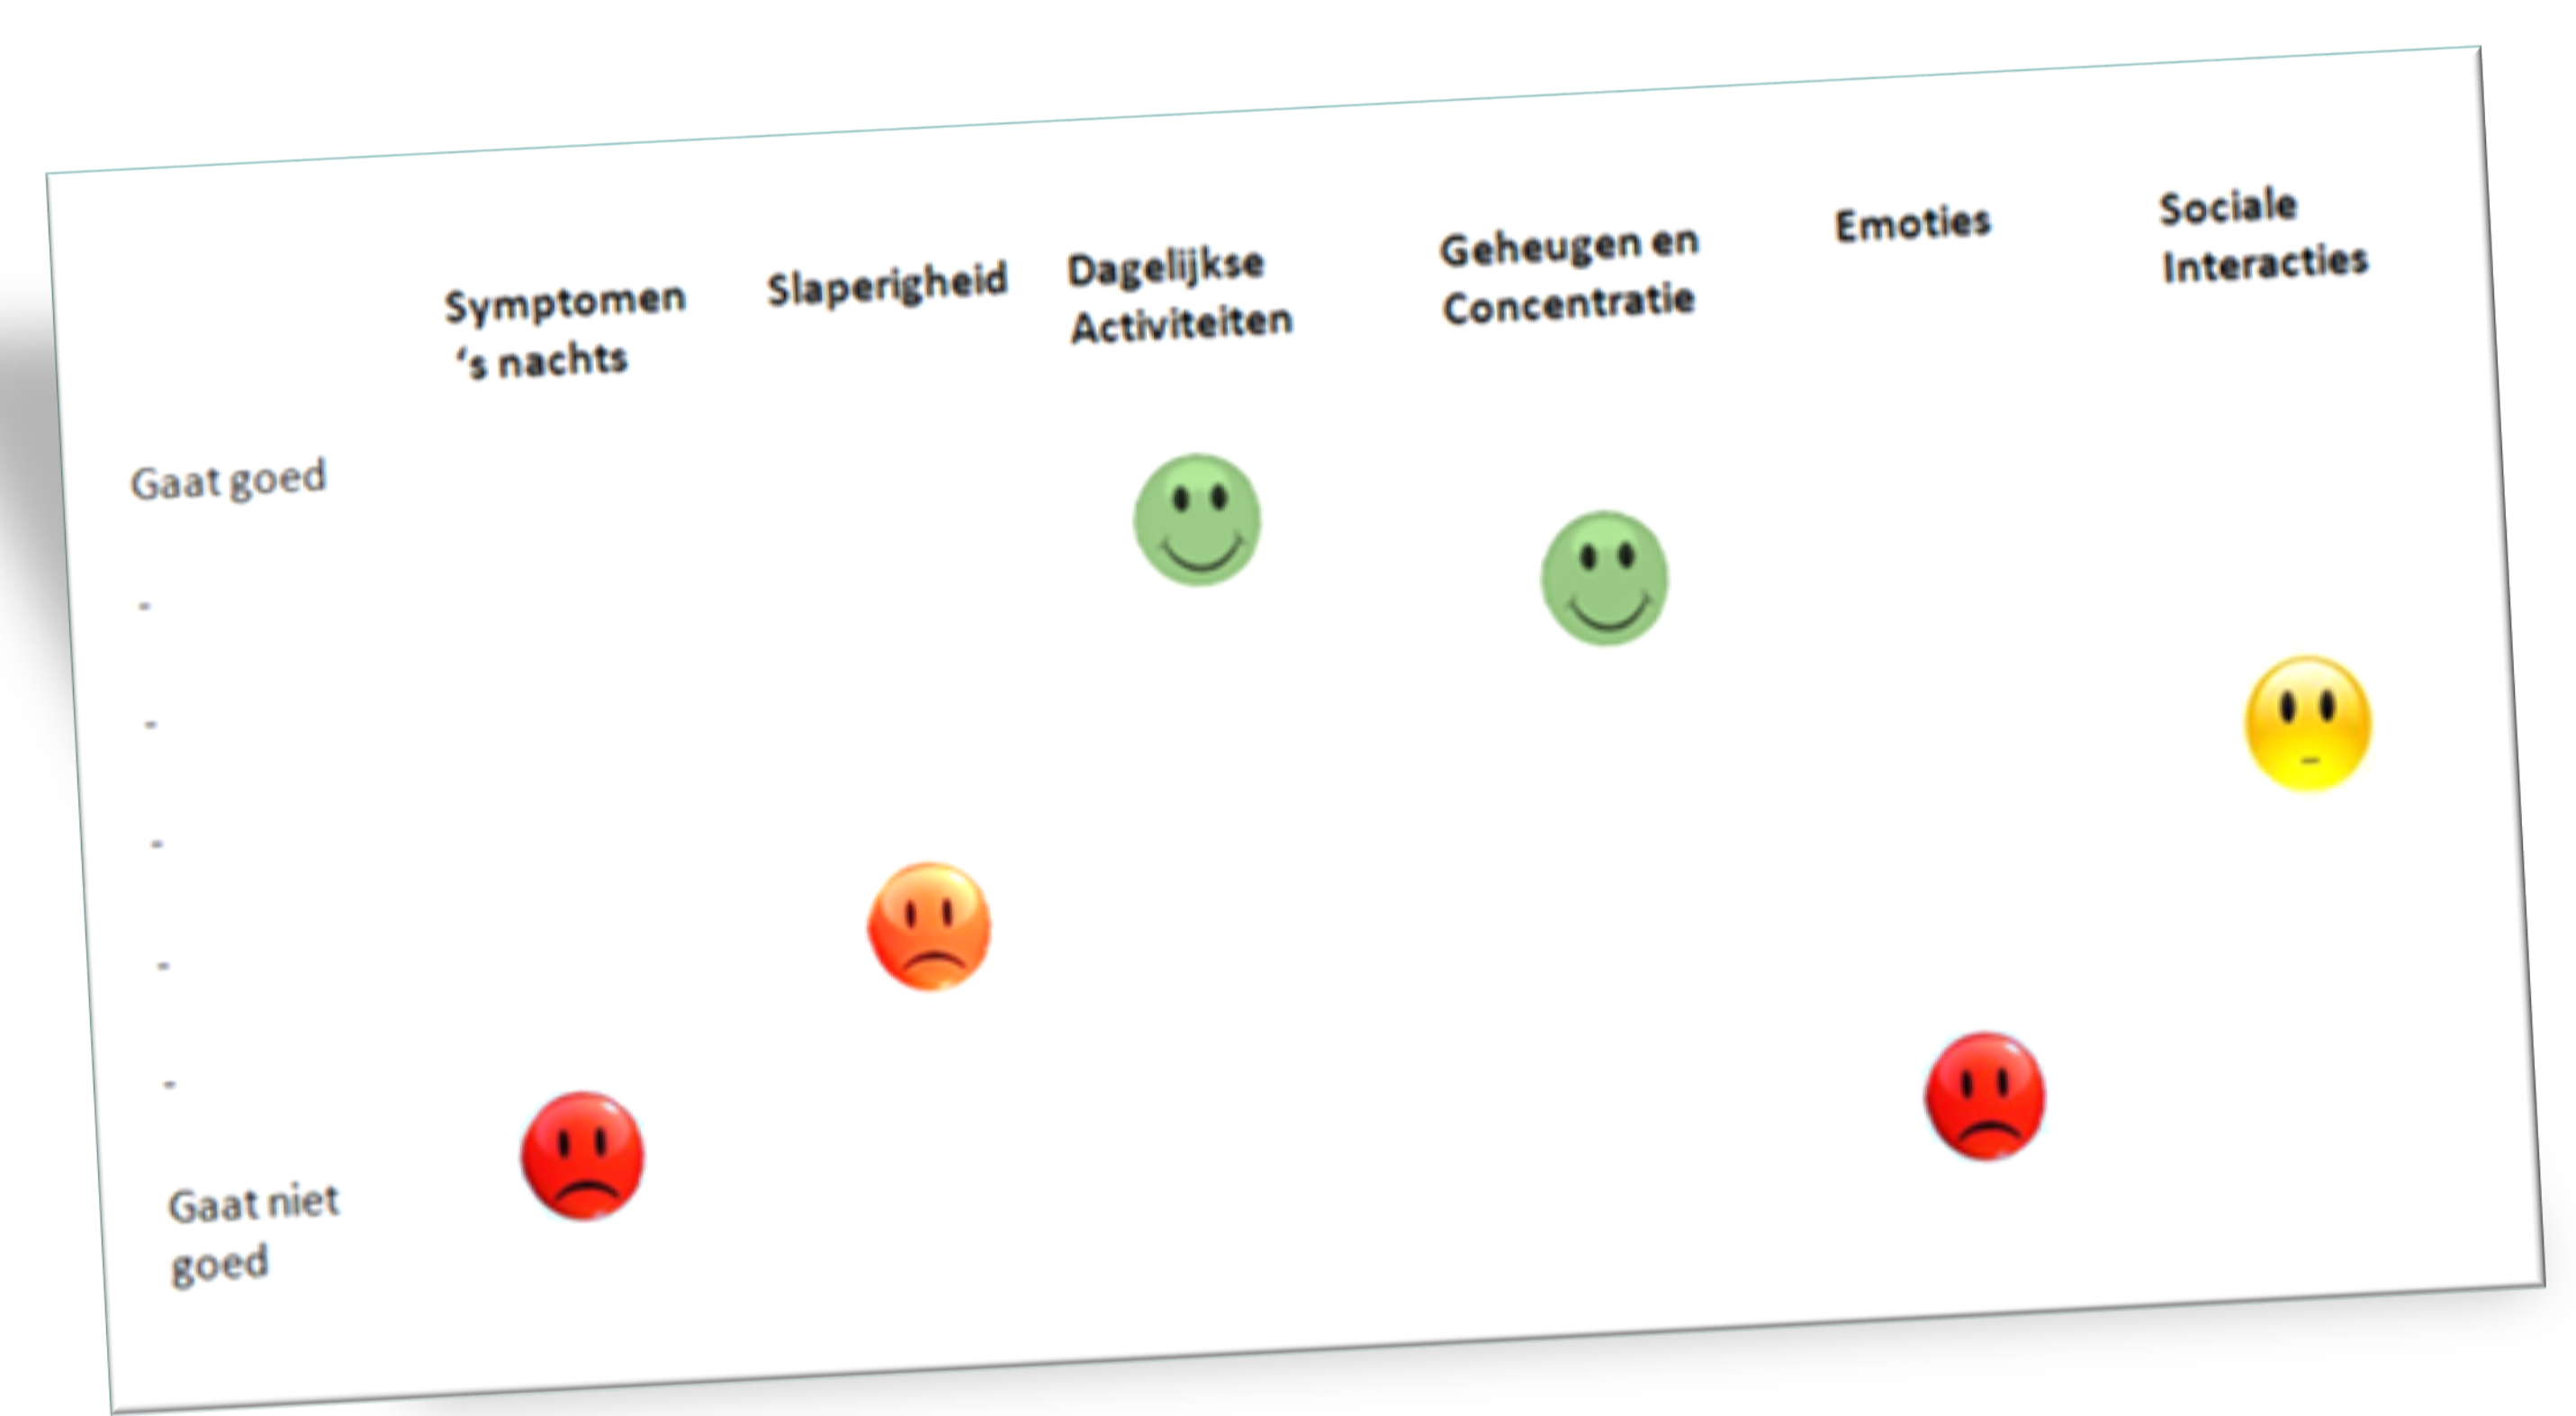 Symptomen
‘s nachts
Slaperigheid
Dagelijkse
Activiteiten
Geheugen en
Concentratie
Emoties
Sociale
Interacties
Gaat goed
-
-
-
-
-
Gaat niet
goed